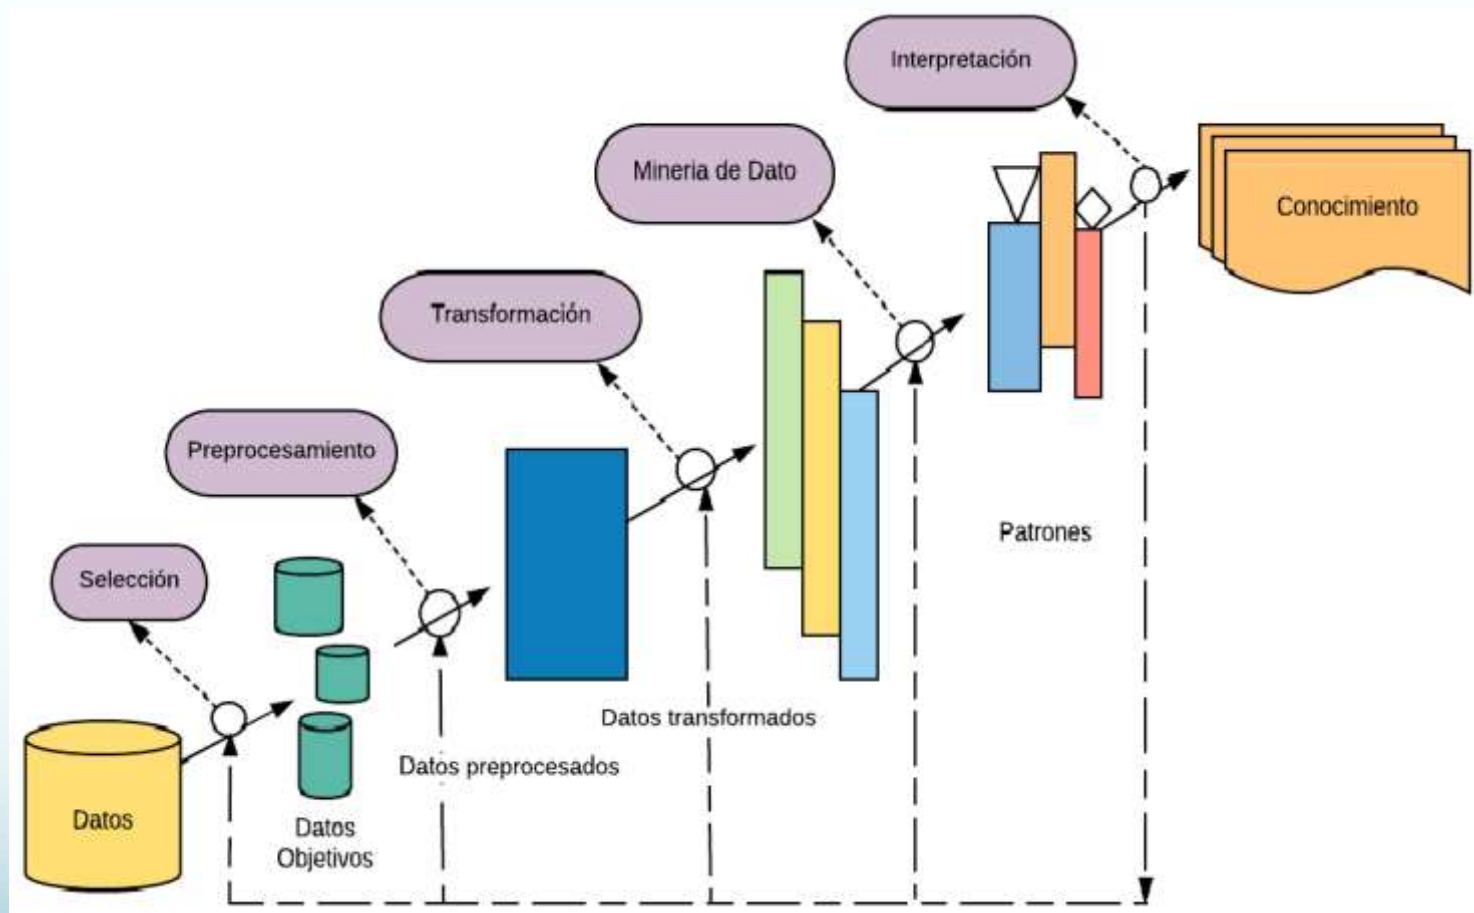 Interpretación
Mineria de Dato
Conocimiento
Transformación
Preprocesamiento
Patrones
Selección
Datos transformados
Datos preprocesados
Datos
Datos
Objetivos